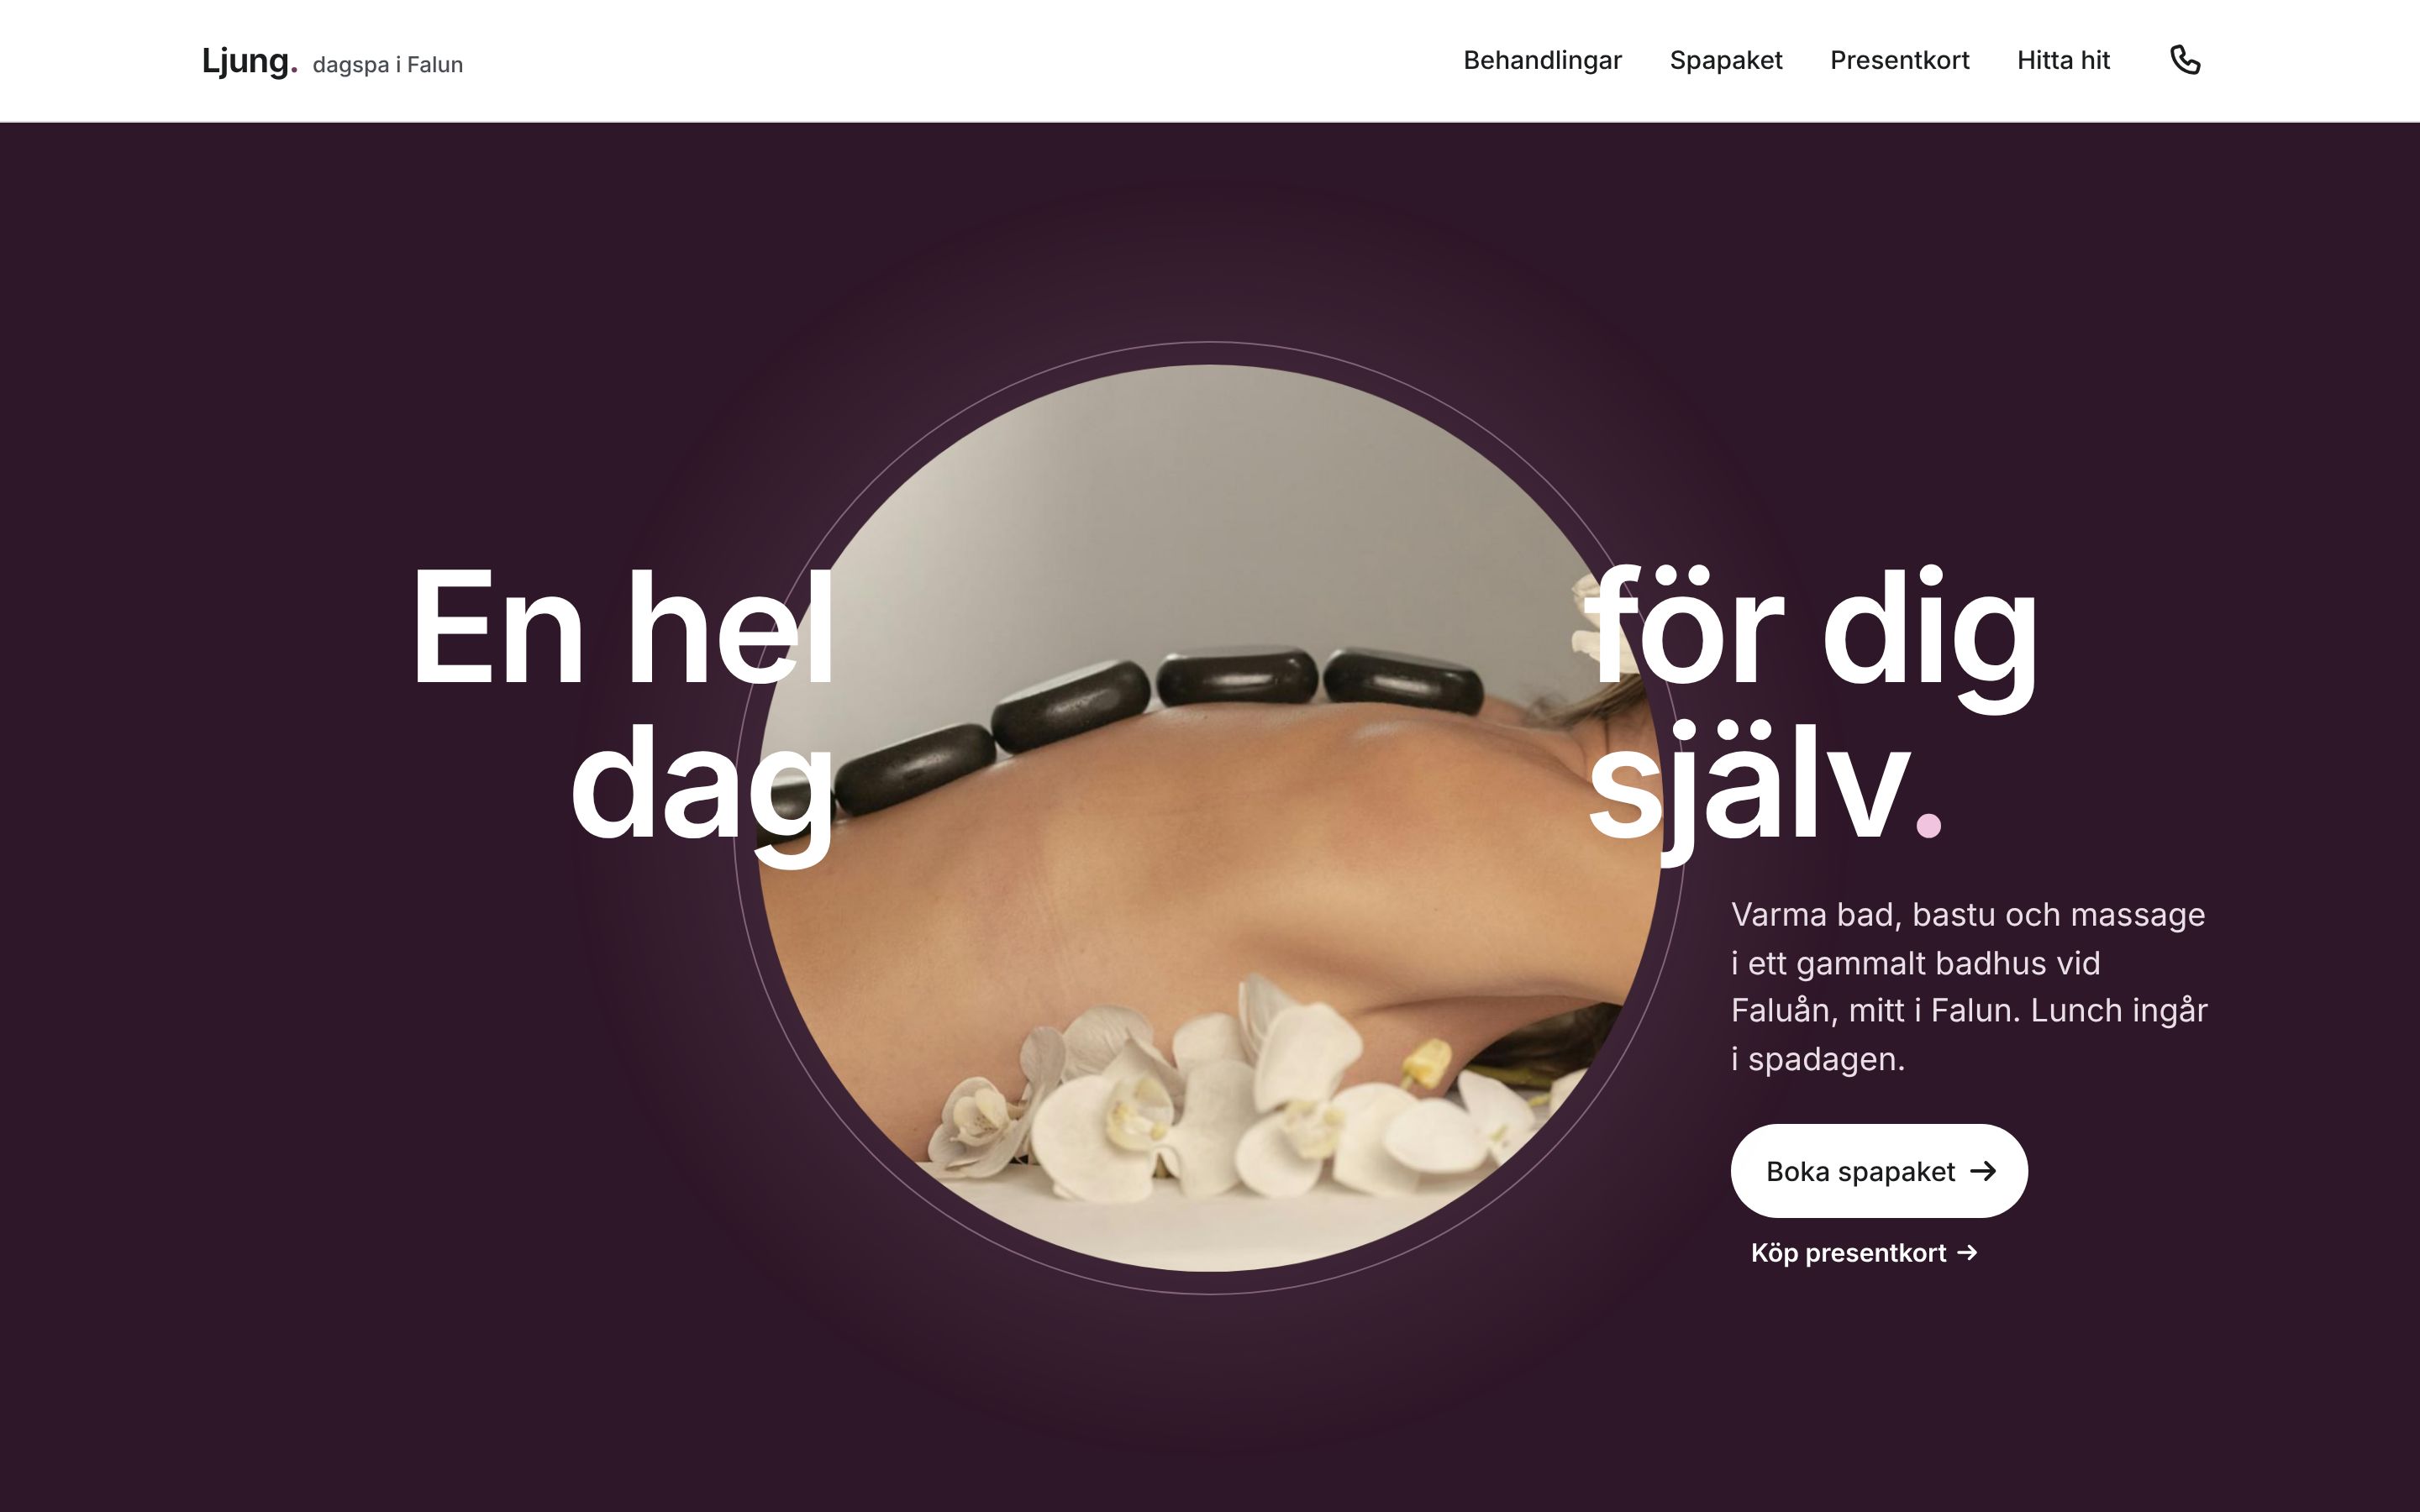 Ljung. dagspa i Falun
Behandlingar Spapaket Presentkort Hitta hit
En hel
dag
för dig
själv.
Varma bad, bastu och massage
i ett gammalt badhus vid
Faluån, mitt i Falun. Lunch ingår
i spadagen.
Boka spapaket →
Köp presentkort →